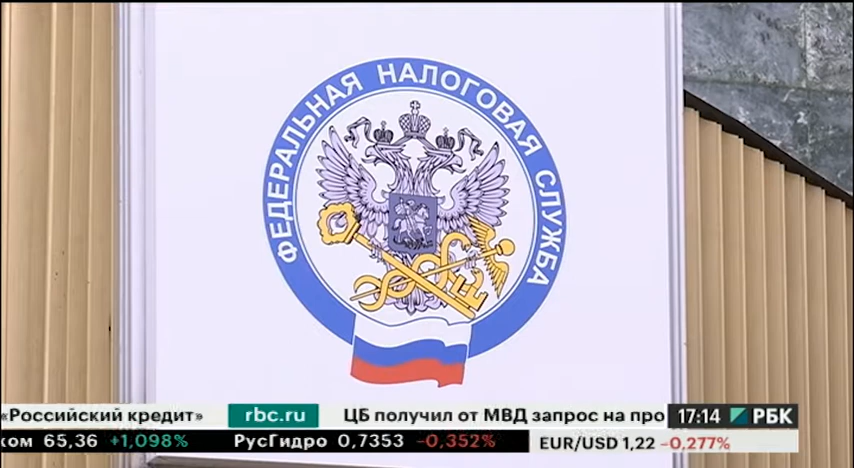 ФЕДЕРАЛЬНАЯ НАЛОГОВАЯ СЛУЖБА
«Российский кредит» rbc.ru ЦБ получил от МВД запрос на про 17:14 РБК
ком 65,36 +1,098% РусГидро 0,7353 -0,352% EUR/USD 1,22 -0,277%